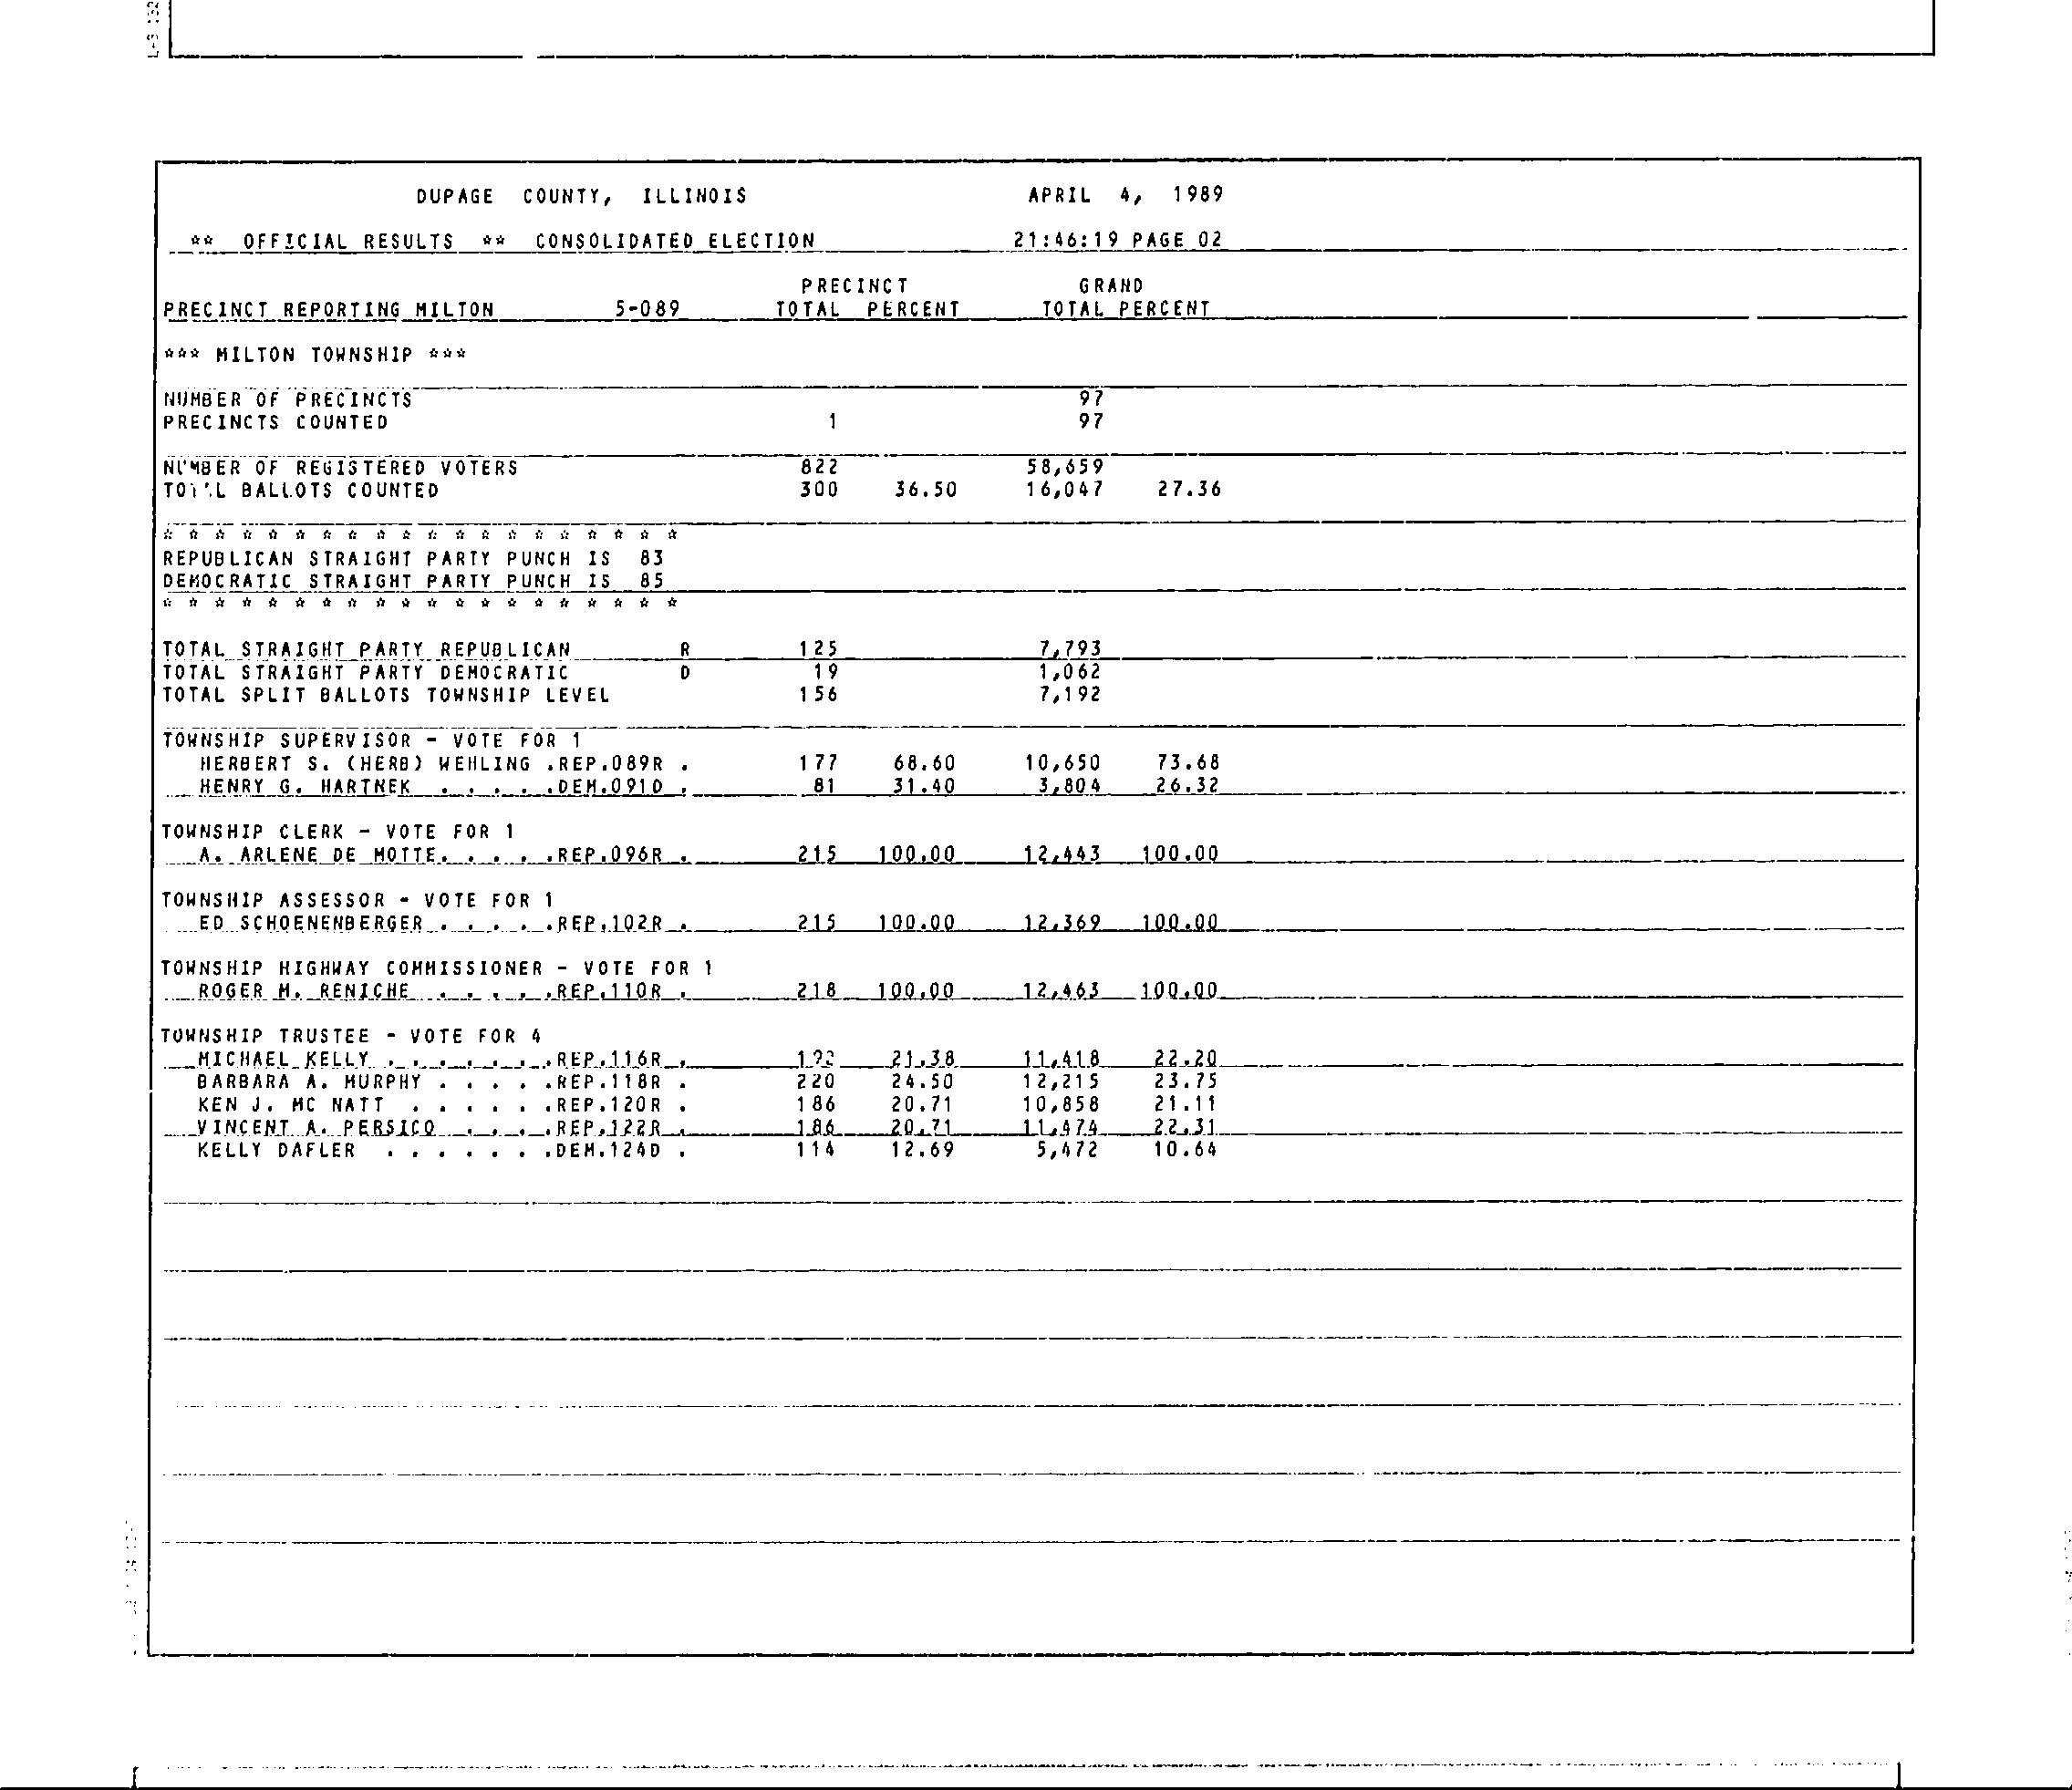 DUPAGE COUNTY, ILLINOIS APRIL 4, 1989
** OFFICIAL RESULTS ** CONSOLIDATED ELECTION 21:46:19 PAGE 02
PRECINCT GRAND
PRECINCT REPORTING MILTON 5-089 TOTAL PERCENT TOTAL PERCENT
*** MILTON TOWNSHIP ***
NUMBER OF PRECINCTS 97
PRECINCTS COUNTED 1 97
NUMBER OF REGISTERED VOTERS 822 58,659
TOTAL BALLOTS COUNTED 300 36.50 16,047 27.36
* * * * * * * * * * * * * * * * * * * *
REPUBLICAN STRAIGHT PARTY PUNCH IS 83
DEMOCRATIC STRAIGHT PARTY PUNCH IS 85
* * * * * * * * * * * * * * * * * * * *
TOTAL STRAIGHT PARTY REPUBLICAN R 125 7,793
TOTAL STRAIGHT PARTY DEMOCRATIC D 19 1,062
TOTAL SPLIT BALLOTS TOWNSHIP LEVEL 156 7,192
TOWNSHIP SUPERVISOR - VOTE FOR 1
HERBERT S. (HERB) WEHLING .REP.089R . 177 68.60 10,650 73.68
HENRY G. HARTNEK . . . . .DEM.091D . 81 31.40 3,804 26.32
TOWNSHIP CLERK - VOTE FOR 1
A. ARLENE DE MOTTE. . . . .REP.096R . 215 100.00 12,443 100.00
TOWNSHIP ASSESSOR - VOTE FOR 1
ED SCHOENENBERGER . . . . .REP.102R . 215 100.00 12,369 100.00
TOWNSHIP HIGHWAY COMMISSIONER - VOTE FOR 1
ROGER M. RENICHE . . . . .REP.110R . 218 100.00 12,463 100.00
TOWNSHIP TRUSTEE - VOTE FOR 4
MICHAEL KELLY . . . . . . .REP.116R . 21.38 11,418 22.20
BARBARA A. MURPHY . . . . .REP.118R . 220 24.50 12,215 23.75
KEN J. MC NATT . . . . . .REP.120R . 186 20.71 10,858 21.11
VINCENT A. PERSICO . . . .REP.122R . 186 20.71 11,474 22.31
KELLY DAFLER . . . . . . .DEM.124D . 114 12.69 5,472 10.64